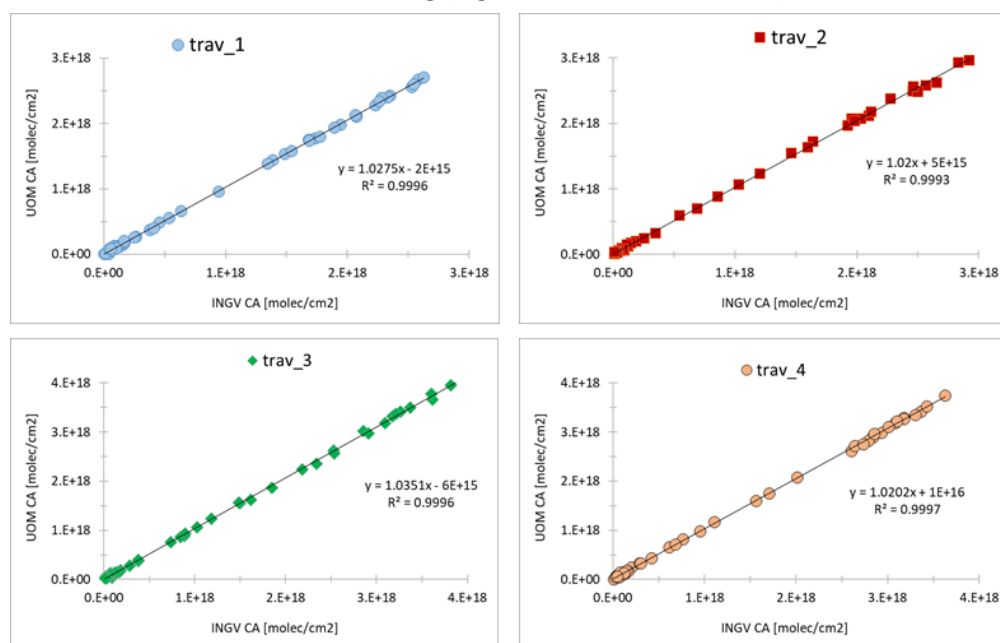 trav_1
3.E+18
2.E+18
1.E+18
0.E+00
UOM CA [molec/cm2]
y = 1.0275x - 2E+15
R² = 0.9996
0.E+00 1.E+18 2.E+18 3.E+18
INGV CA [molec/cm2]
trav_2
3.E+18
2.E+18
1.E+18
0.E+00
UOM CA [molec/cm2]
y = 1.02x + 5E+15
R² = 0.9993
0.E+00 1.E+18 2.E+18 3.E+18
INGV CA [molec/cm2]
trav_3
4.E+18
3.E+18
2.E+18
1.E+18
0.E+00
UOM CA [molec/cm2]
y = 1.0351x - 6E+15
R² = 0.9996
0.E+00 1.E+18 2.E+18 3.E+18 4.E+18
INGV CA [molec/cm2]
trav_4
4.E+18
3.E+18
2.E+18
1.E+18
0.E+00
UOM CA [molec/cm2]
y = 1.0202x + 1E+16
R² = 0.9997
0.E+00 1.E+18 2.E+18 3.E+18 4.E+18
INGV CA [molec/cm2]